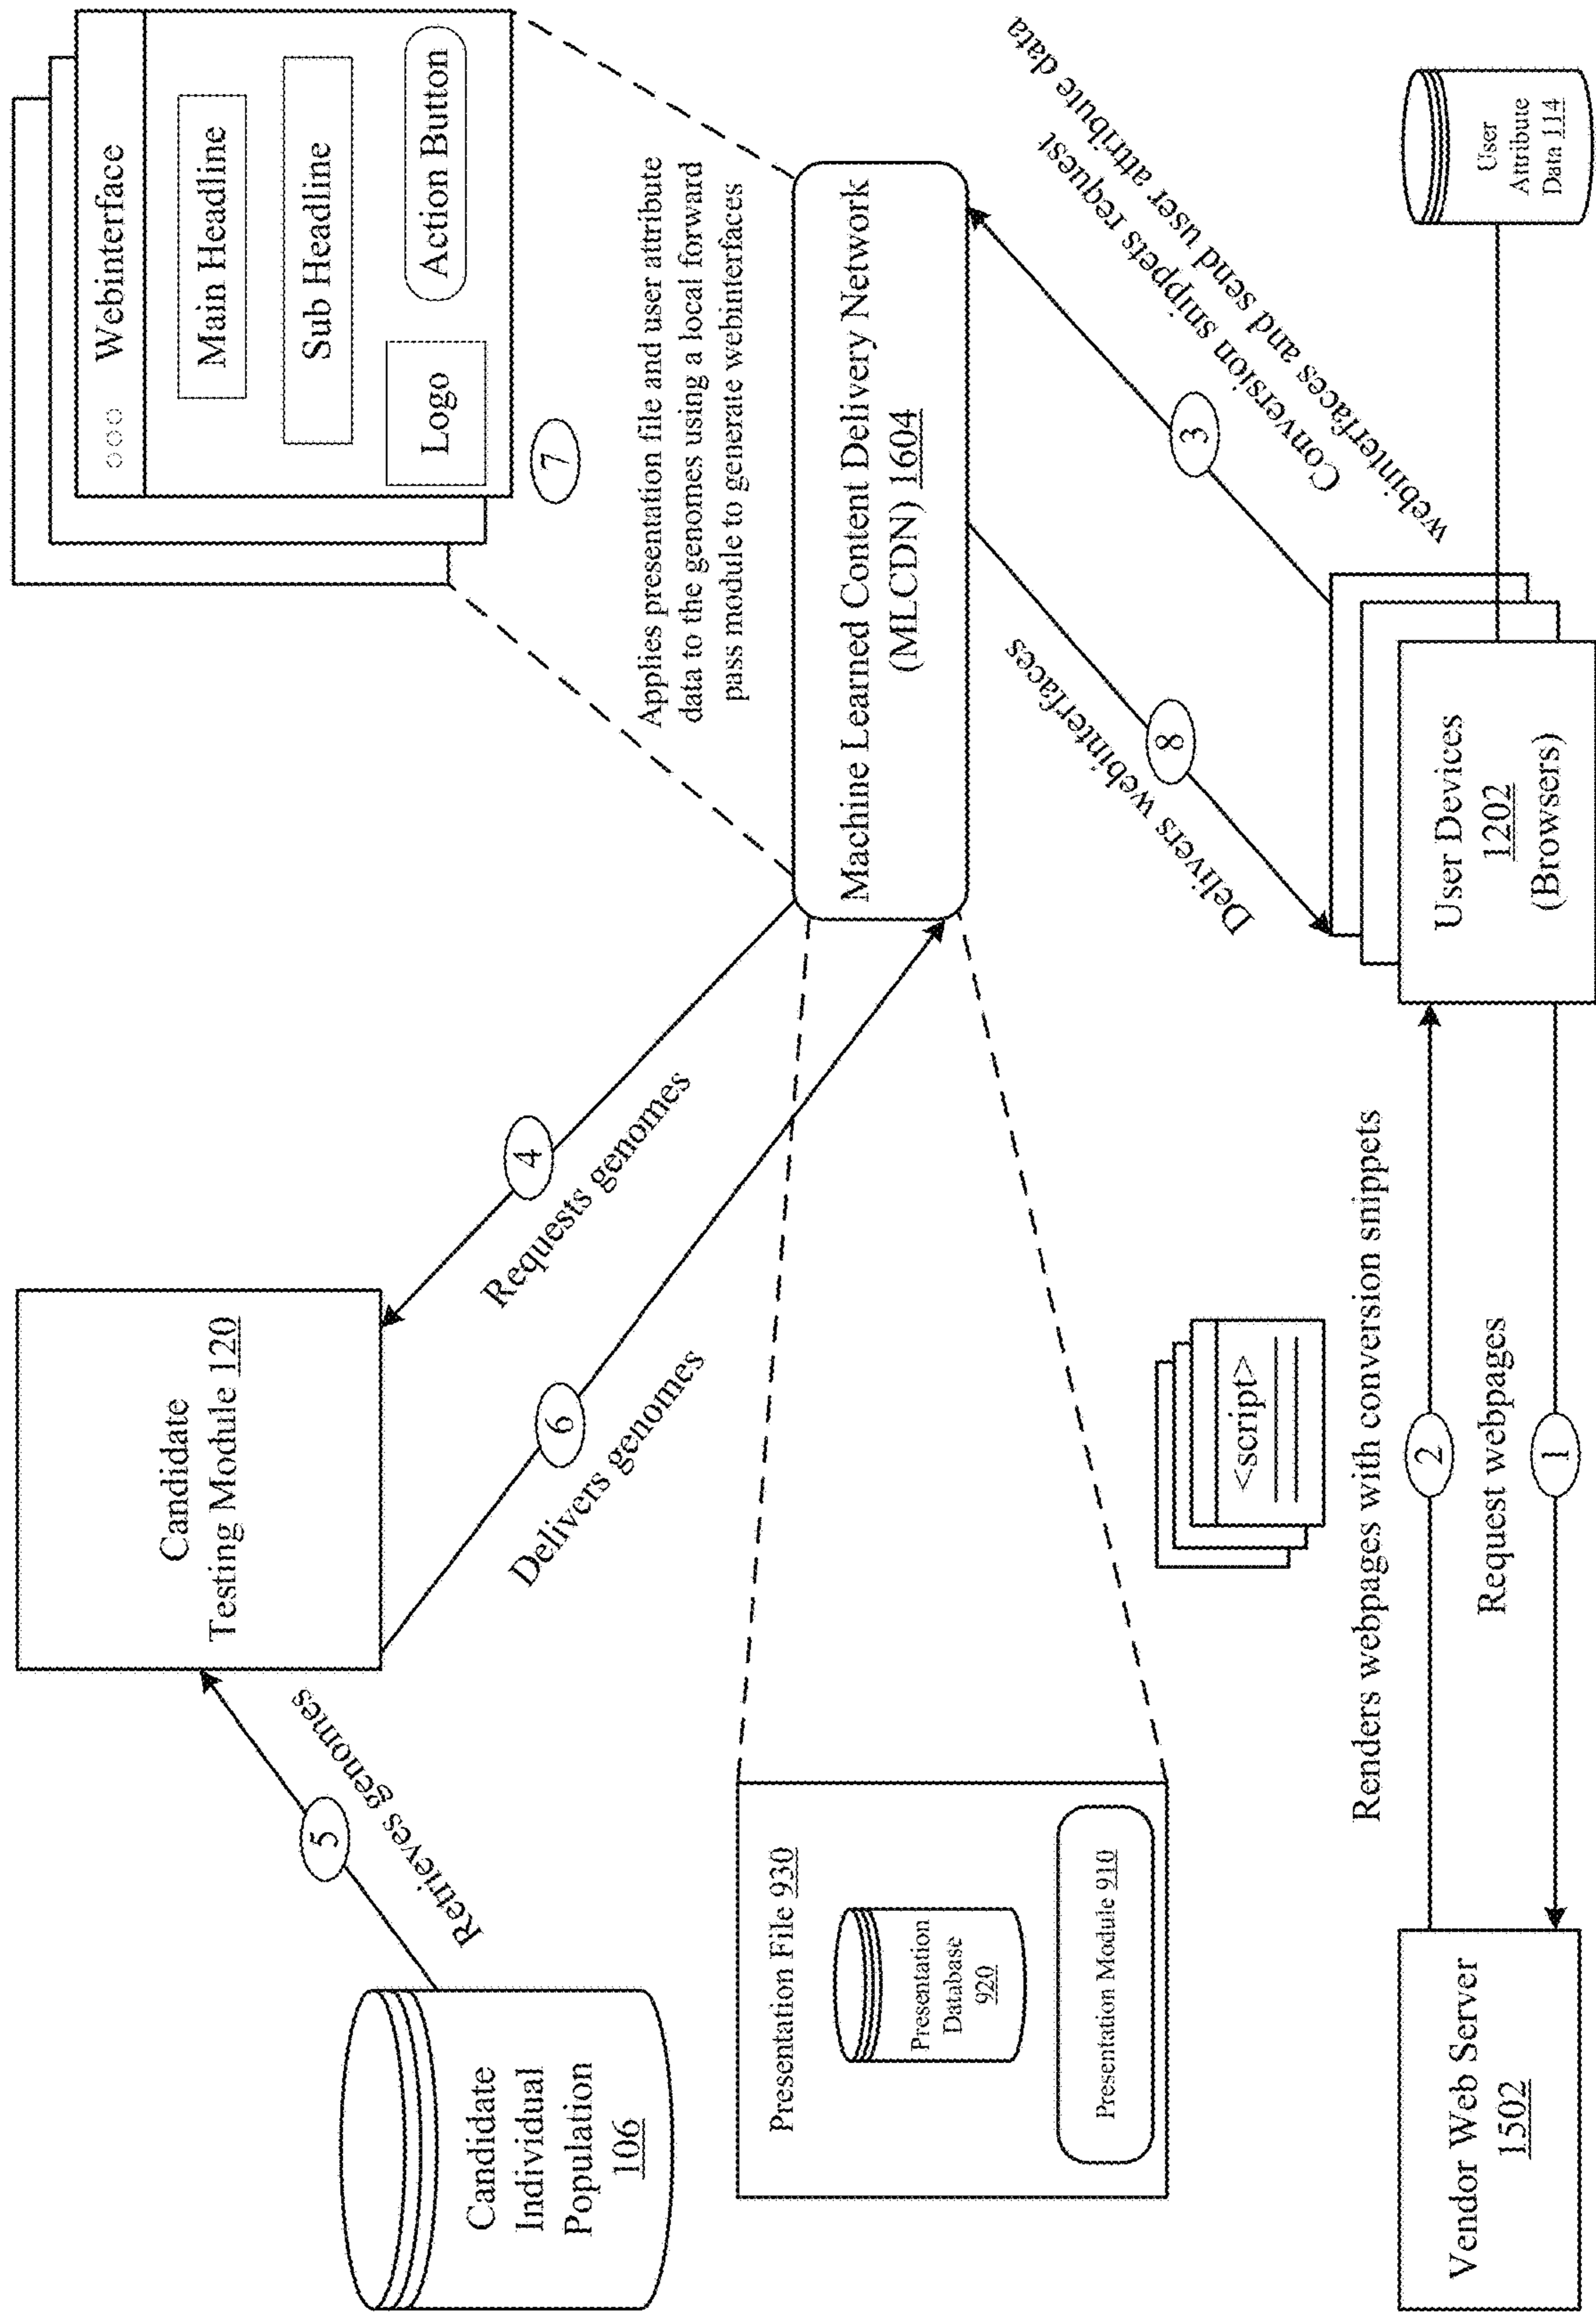 Candidate
Individual
Population
106
5
Retrieves genomes
Candidate
Testing Module 120
4
Requests genomes
6
Delivers genomes
○○○ Webinterface
Main Headline
Sub Headline
Logo
Action Button
7
Applies presentation file and user attribute
data to the genomes using a local forward
pass module to generate webinterfaces
Presentation File 930
Presentation
Database
920
Presentation Module 910
Machine Learned Content Delivery Network
(MLCDN) 1604
3
Conversion snippets request
webinterfaces and send user attribute data
8
Delivers webinterfaces
<script>
Renders webpages with conversion snippets
2
Request webpages
1
Vendor Web Server
1502
User Devices
1202
(Browsers)
User
Attribute
Data 114